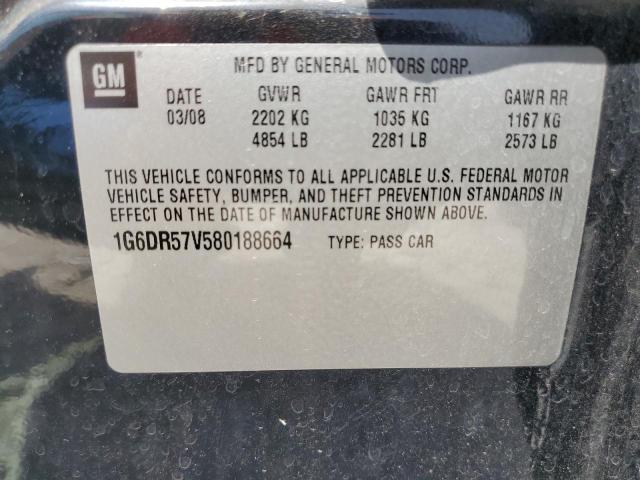 GM
MFD BY GENERAL MOTORS CORP.
DATE GVWR GAWR FRT GAWR RR
03/08 2202 KG 1035 KG 1167 KG
4854 LB 2281 LB 2573 LB
THIS VEHICLE CONFORMS TO ALL APPLICABLE U.S. FEDERAL MOTOR
VEHICLE SAFETY, BUMPER, AND THEFT PREVENTION STANDARDS IN
EFFECT ON THE DATE OF MANUFACTURE SHOWN ABOVE.
1G6DR57V580188664 TYPE: PASS CAR